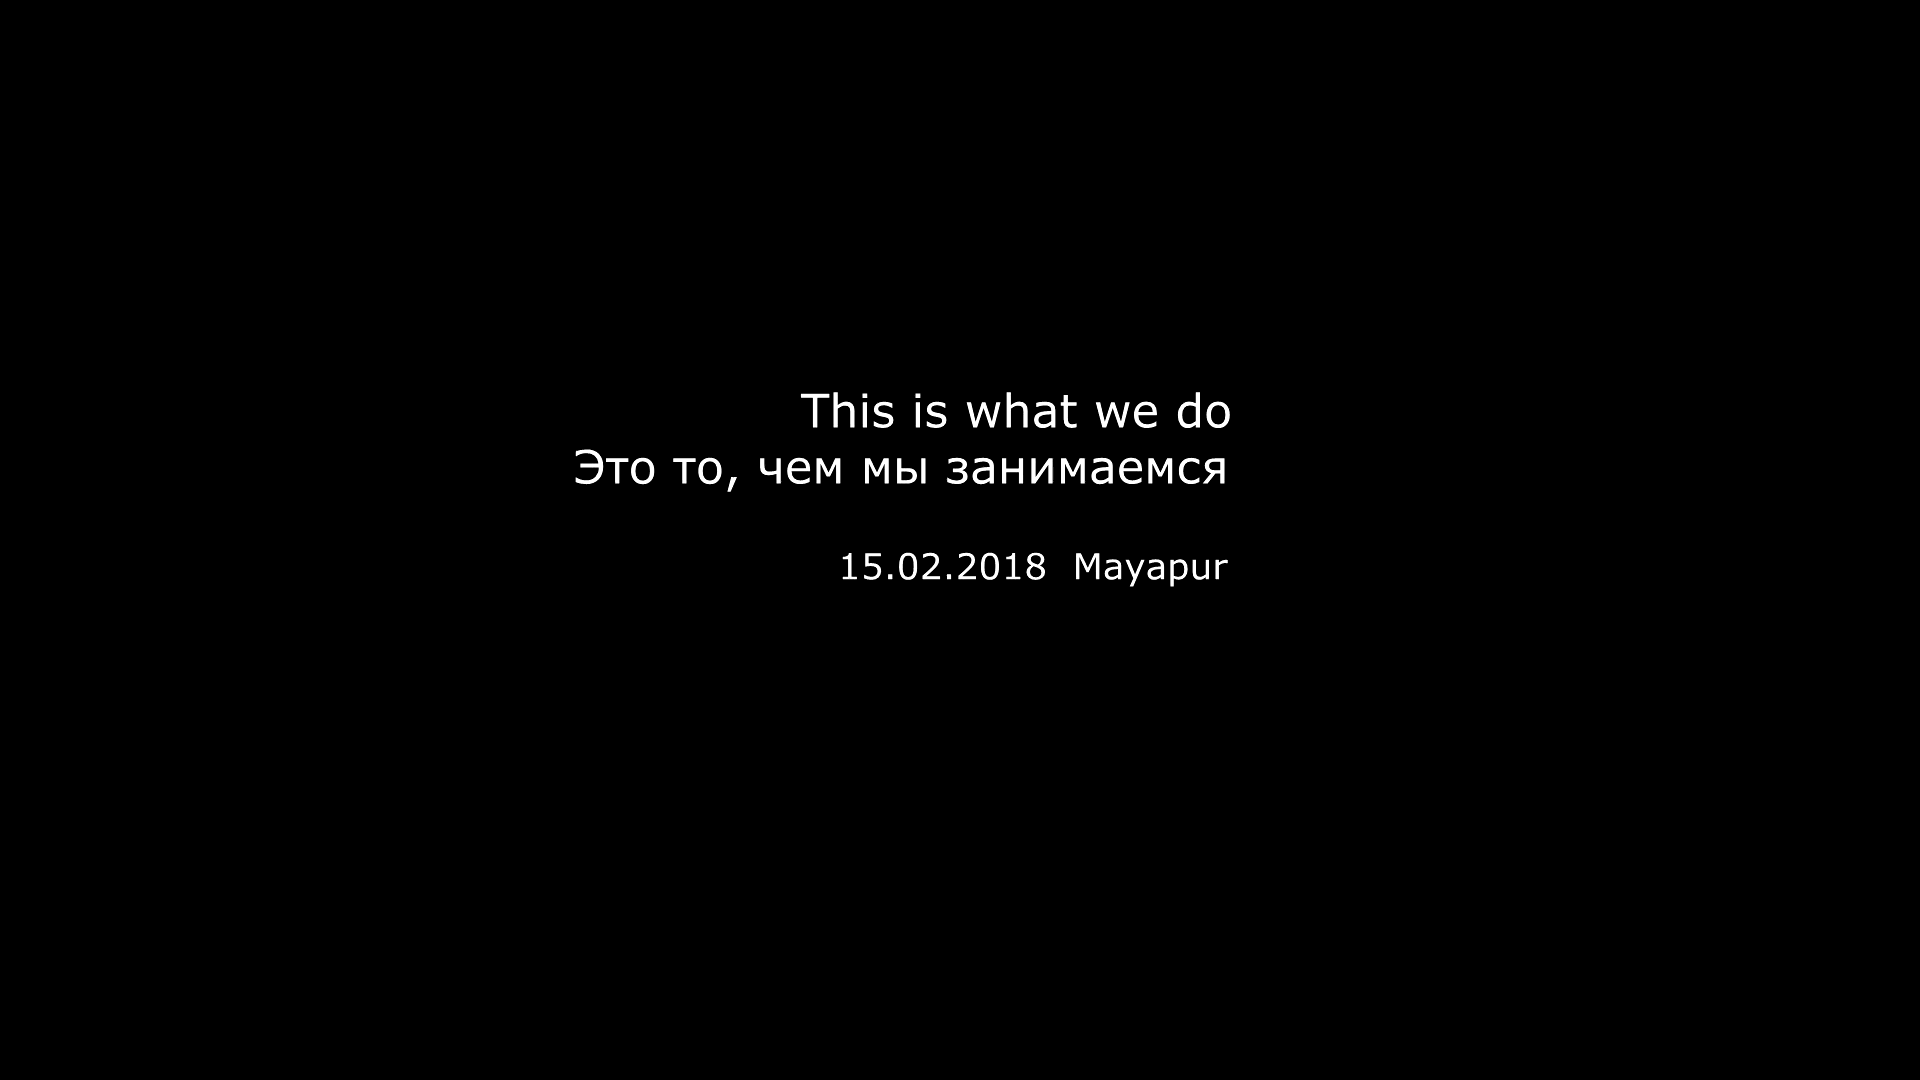 This is what we do
Это то, чем мы занимаемся
15.02.2018  Mayapur